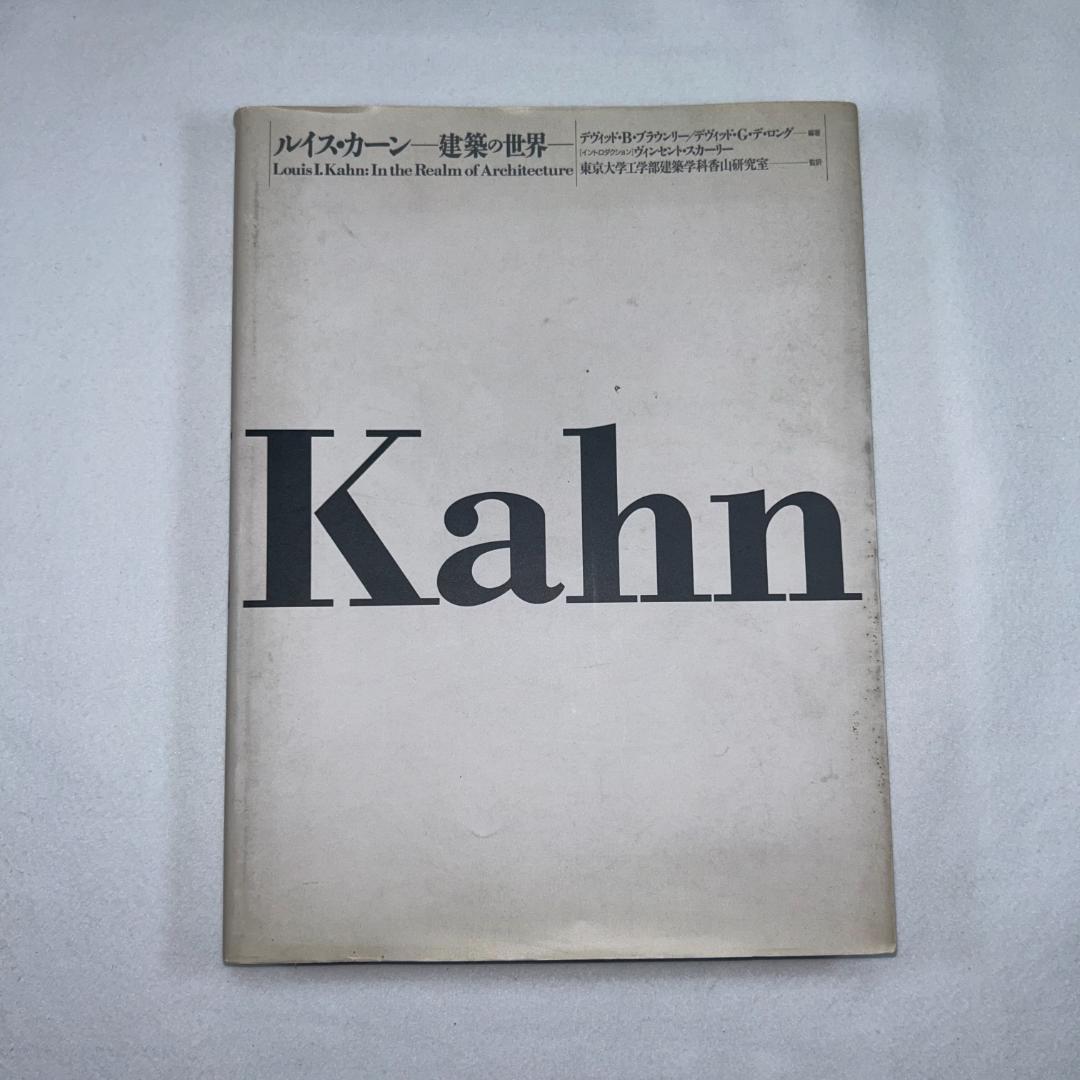 ルイス・カーン—建築の世界—
Louis I. Kahn: In the Realm of Architecture
デヴィッド・B・ブラウンリー／デヴィッド・G・デ・ロング—編著
[イントロダクション]ヴィンセント・スカーリー
東京大学工学部建築学科香山研究室—監訳
Kahn